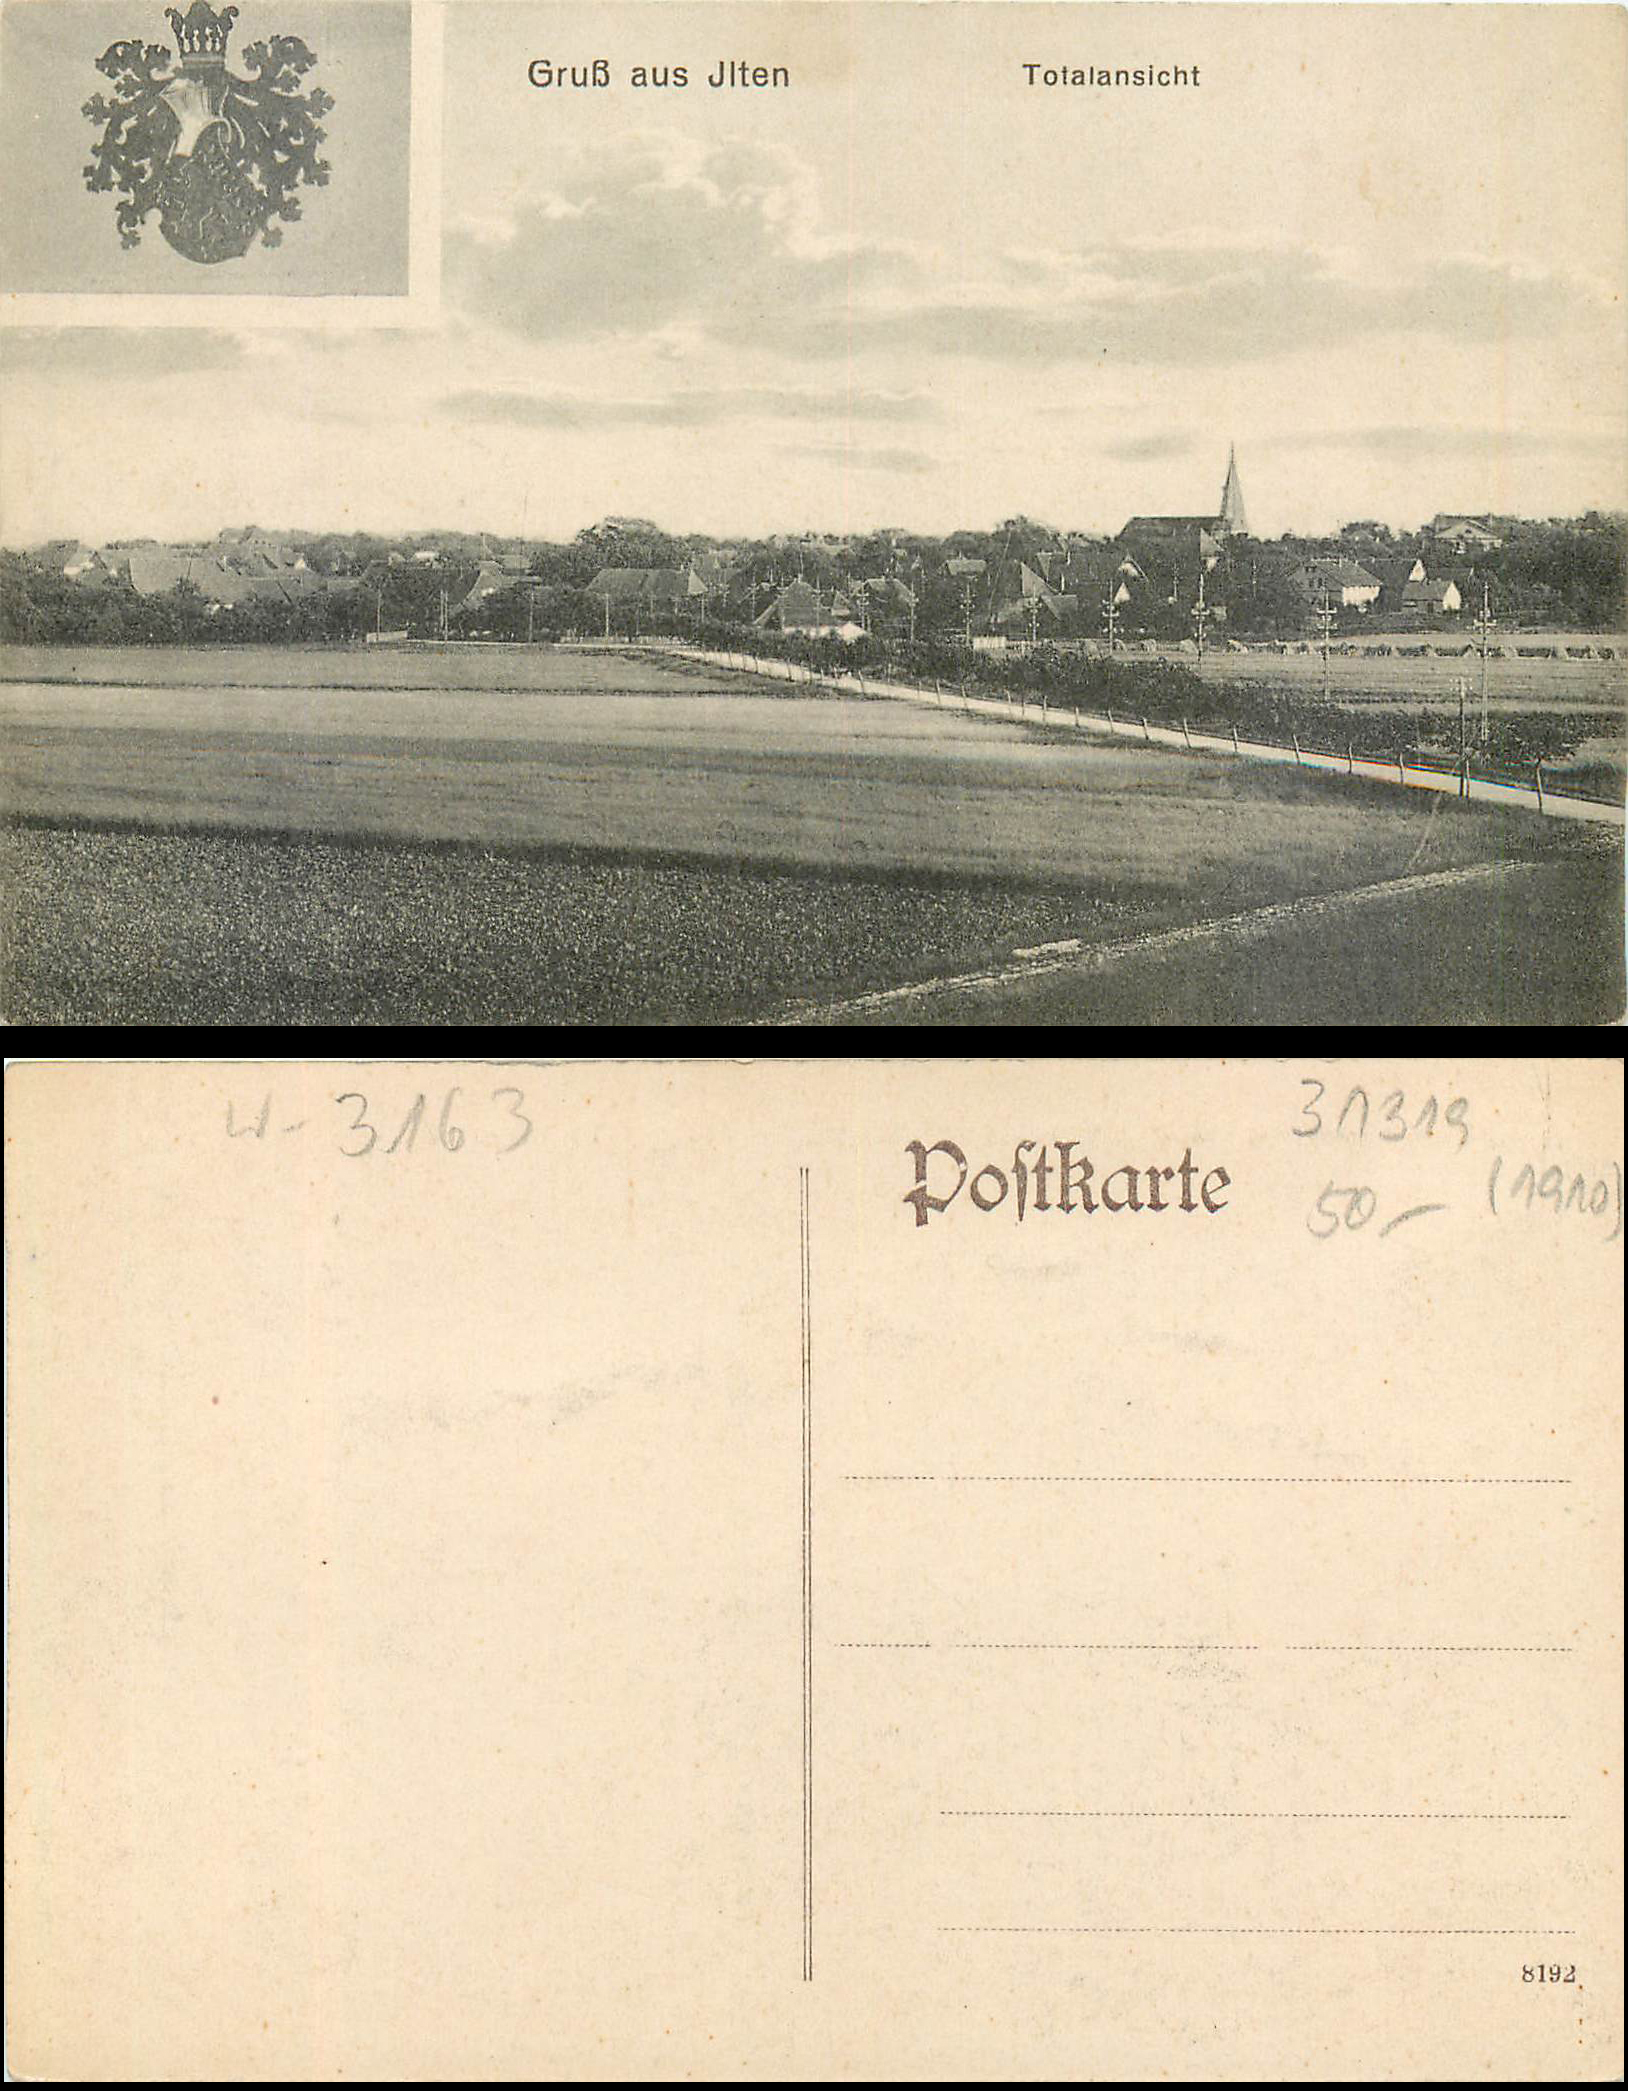 Gruß aus Jlten
Totalansicht
W-3163
31319
Postkarte
50,-
(1910)
8192